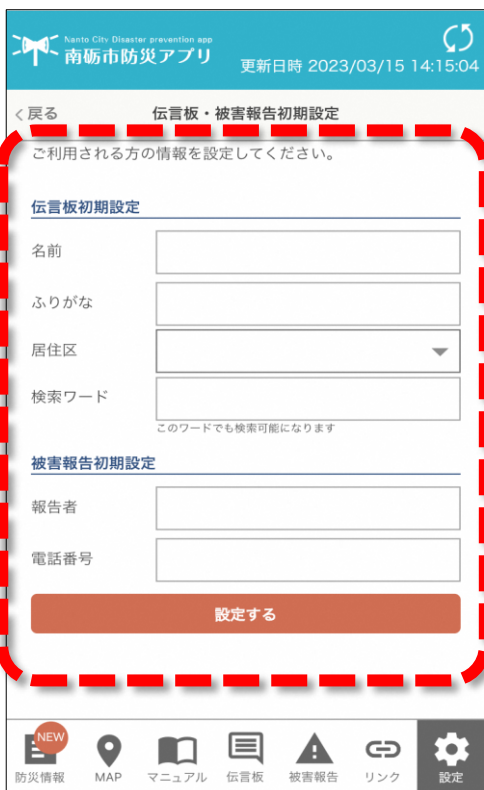 Nanto City Disaster prevention app
南砺市防災アプリ
更新日時 2023/03/15 14:15:04
戻る 伝言板・被害報告初期設定
ご利用される方の情報を設定してください。
伝言板初期設定
名前
ふりがな
居住区
検索ワード
このワードでも検索可能になります
被害報告初期設定
報告者
電話番号
設定する
NEW
防災情報 MAP マニュアル 伝言板 被害報告 リンク 設定